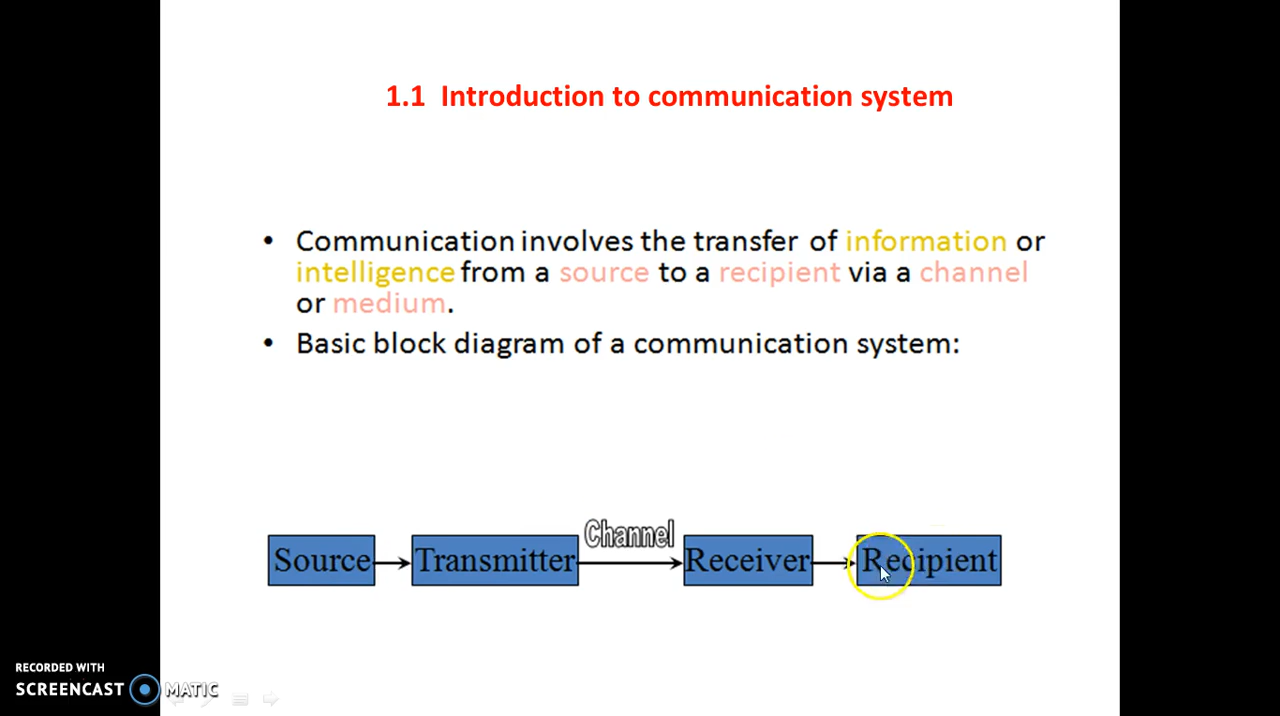 1.1 Introduction to communication system
• Communication involves the transfer of information or
intelligence from a source to a recipient via a channel
or medium.
• Basic block diagram of a communication system:
Channel
Source Transmitter Receiver Recipient
RECORDED WITH
SCREENCAST MATIC